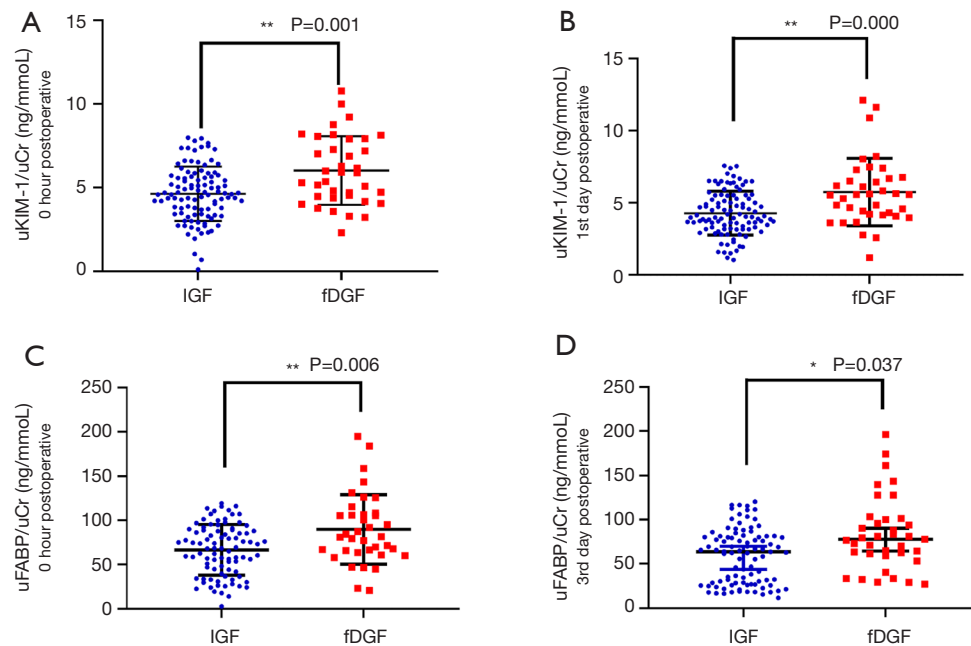 A
** P=0.001
uKIM-1/uCr (ng/mmoL)
0 hour postoperative
15
10
5
0
IGF
fDGF
B
** P=0.000
uKIM-1/uCr (ng/mmoL)
1st day postoperative
15
10
5
0
IGF
fDGF
C
** P=0.006
uFABP/uCr (ng/mmoL)
0 hour postoperative
250
200
150
100
50
0
IGF
fDGF
D
* P=0.037
uFABP/uCr (ng/mmoL)
3rd day postoperative
250
200
150
100
50
0
IGF
fDGF